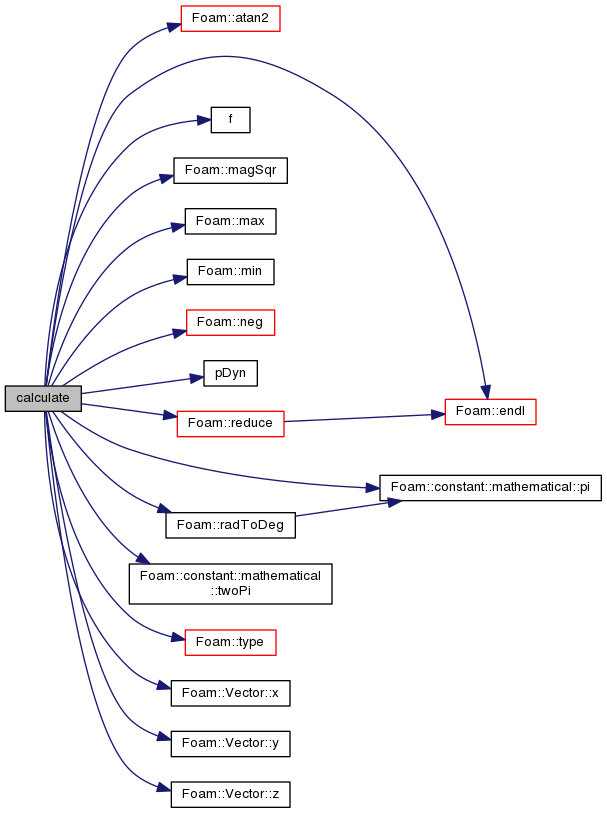 Foam::atan2
f
Foam::magSqr
Foam::max
Foam::min
Foam::neg
pDyn
calculate
Foam::reduce
Foam::endl
Foam::constant::mathematical::pi
Foam::radToDeg
Foam::constant::mathematical
::twoPi
Foam::type
Foam::Vector::x
Foam::Vector::y
Foam::Vector::z